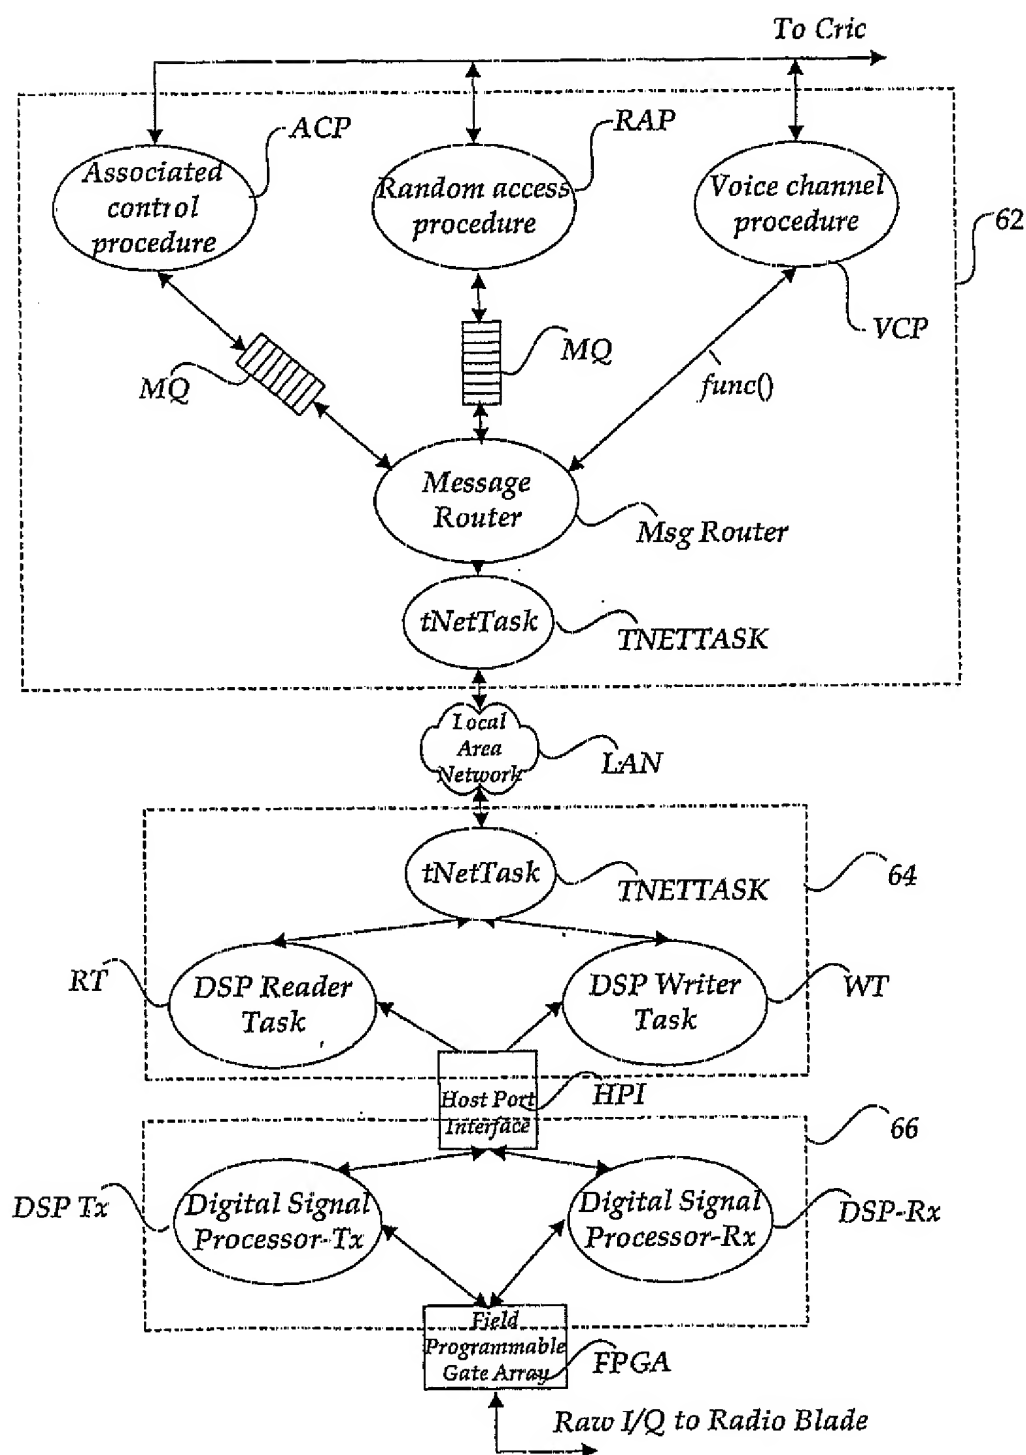 To Cric
ACP
RAP
Associated
control
procedure
Random access
procedure
Voice channel
procedure
62
VCP
MQ
MQ
func()
Message
Router
Msg Router
tNetTask
TNETTASK
Local
Area
Network
LAN
tNetTask
TNETTASK
64
RT
DSP Reader
Task
DSP Writer
Task
WT
Host Port
Interface
HPI
66
DSP Tx
Digital Signal
Processor-Tx
Digital Signal
Processor-Rx
DSP-Rx
Field
Programmable
Gate Array
FPGA
Raw I/Q to Radio Blade